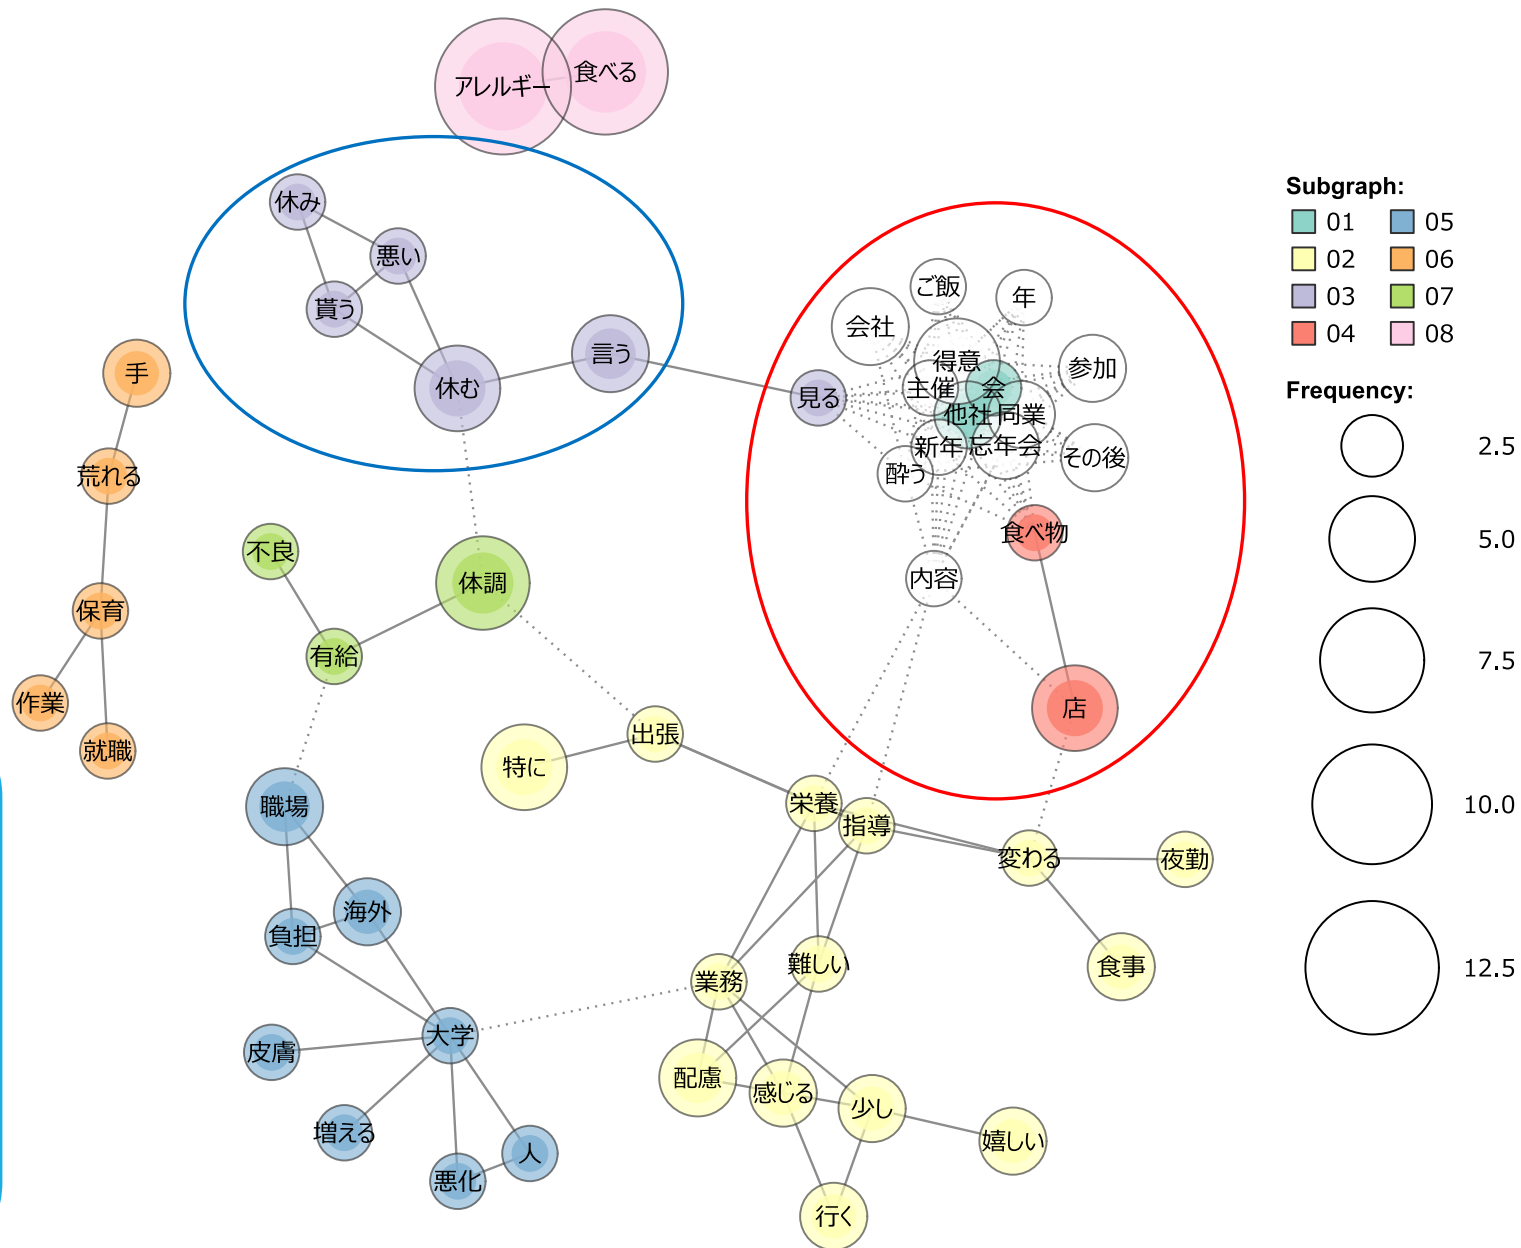 アレルギー
食べる
休み
悪い
貰う
休む
言う
見る
ご飯
年
会社
得意
参加
主催
会
他社
同業
新年
忘年会
その後
酔う
食べ物
内容
店
手
荒れる
保育
作業
就職
不良
体調
有給
出張
特に
職場
海外
負担
大学
皮膚
増える
悪化
人
栄養
指導
変わる
夜勤
食事
業務
難しい
配慮
感じる
少し
嬉しい
行く
Subgraph:
01 05
02 06
03 07
04 08
Frequency:
2.5
5.0
7.5
10.0
12.5